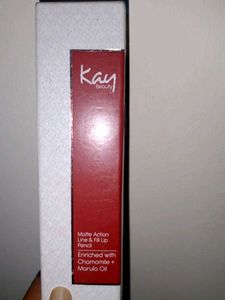 Kay
Beauty
Matte Action
Line & Fill Lip
Pencil
Enriched with
Chamomile +
Marula Oil